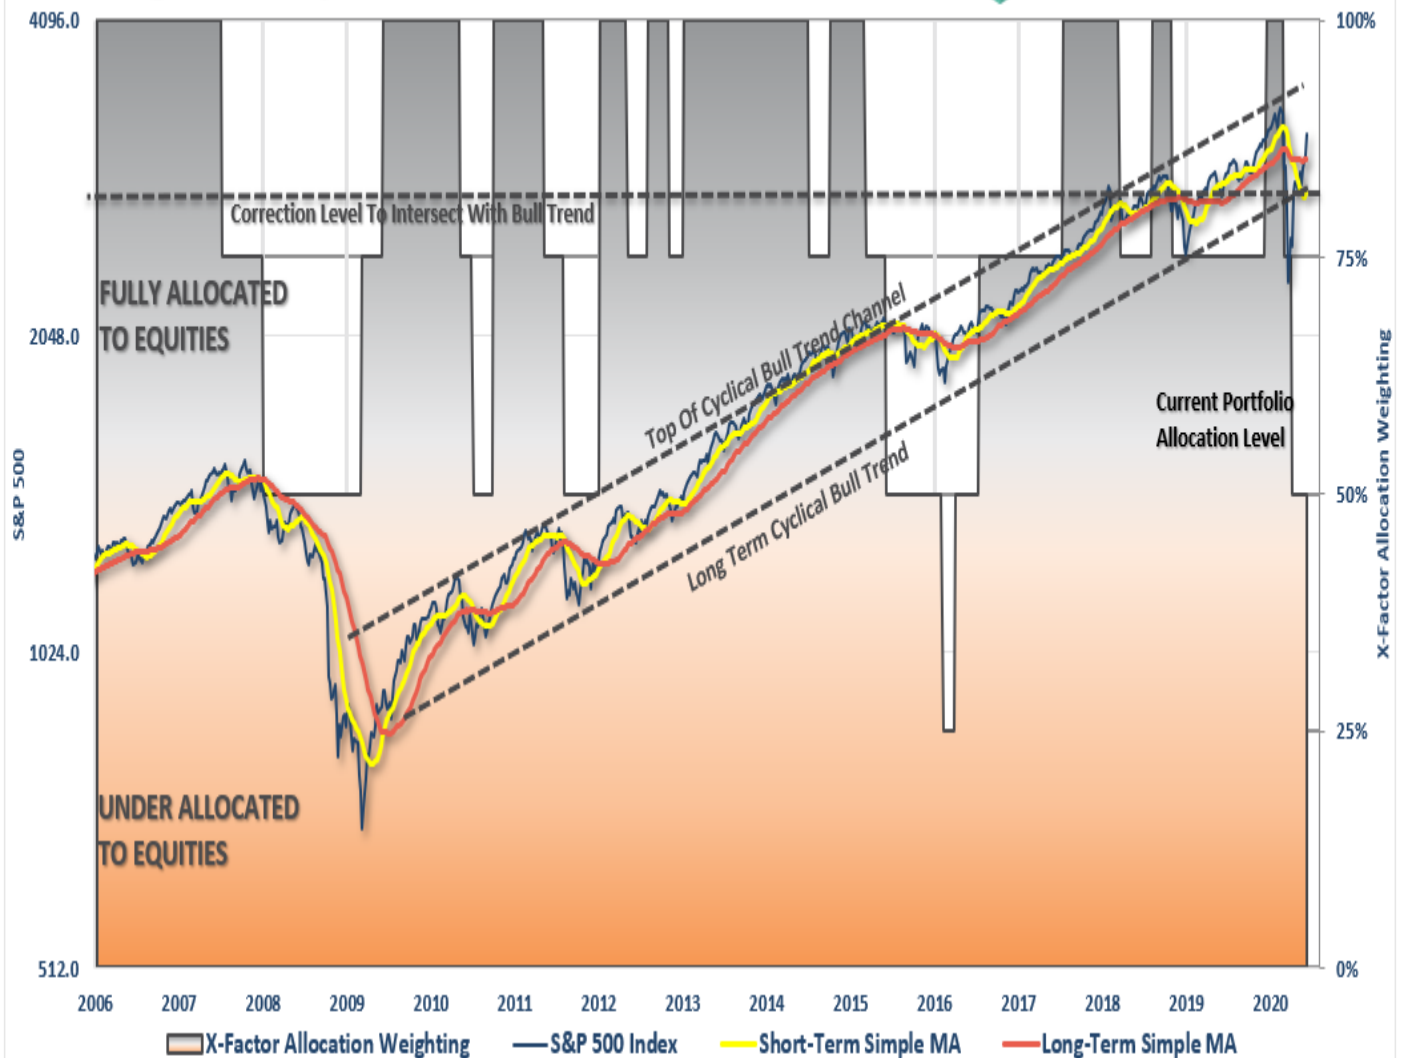 4096.0
100%
Correction Level To Intersect With Bull Trend
75%
FULLY ALLOCATED
TO EQUITIES
2048.0
Top Of Cyclical Bull Trend Channel
Current Portfolio
Allocation Level
Long Term Cyclical Bull Trend
S&P 500
50%
X-Factor Allocation Weighting
1024.0
25%
UNDER ALLOCATED
TO EQUITIES
512.0
0%
2006 2007 2008 2009 2010 2011 2012 2013 2014 2015 2016 2017 2018 2019 2020
X-Factor Allocation Weighting S&P 500 Index Short-Term Simple MA Long-Term Simple MA